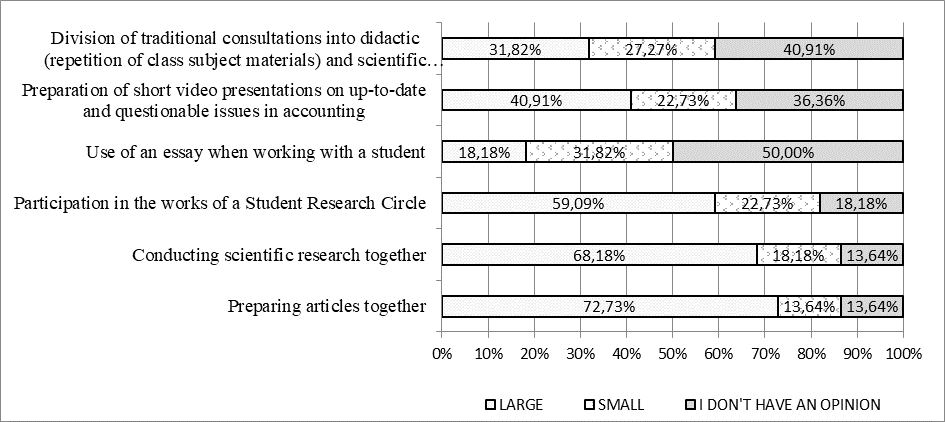 Division of traditional consultations into didactic
(repetition of class subject materials) and scientific…
31,82% 27,27% 40,91%
Preparation of short video presentations on up-to-date
and questionable issues in accounting
40,91% 22,73% 36,36%
Use of an essay when working with a student
18,18% 31,82% 50,00%
Participation in the works of a Student Research Circle
59,09% 22,73% 18,18%
Conducting scientific research together
68,18% 18,18% 13,64%
Preparing articles together
72,73% 13,64% 13,64%
0% 10% 20% 30% 40% 50% 60% 70% 80% 90% 100%
LARGE SMALL I DON'T HAVE AN OPINION